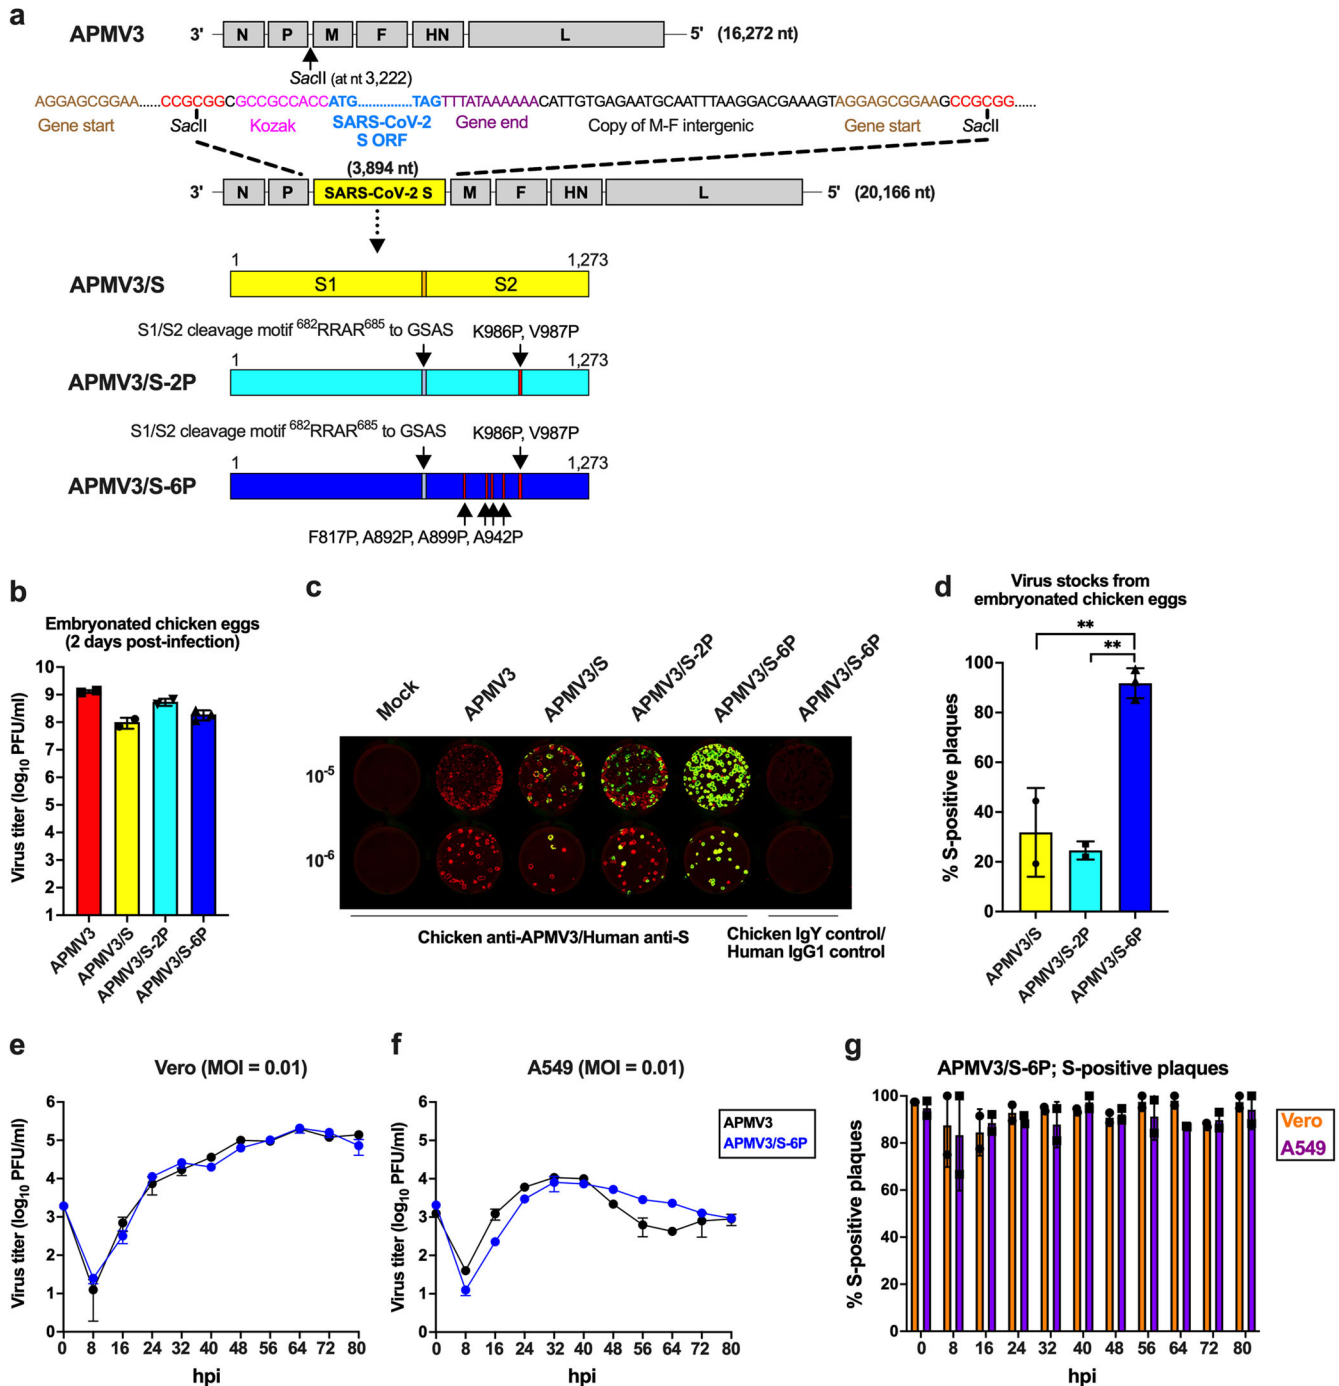 a
APMV3 3' N P M F HN L 5' (16,272 nt)
SacII (at nt 3,222)
AGGAGCGGAA......CCGCGGCGCCGCCACCATG...............TAGTTTATAAAAAACATTGTGAGAATGCAATTTAAGGACGAAAGTAGGAGCGGAAGCCGCGG......
Gene start SacII Kozak SARS-CoV-2 Gene end Copy of M-F intergenic Gene start SacII
S ORF
(3,894 nt)
3' N P SARS-CoV-2 S M F HN L 5' (20,166 nt)
1 1,273
APMV3/S S1 S2
S1/S2 cleavage motif ⁶⁸²RRAR⁶⁸⁵ to GSAS K986P, V987P
1 1,273
APMV3/S-2P
S1/S2 cleavage motif ⁶⁸²RRAR⁶⁸⁵ to GSAS K986P, V987P
1 1,273
APMV3/S-6P
F817P, A892P, A899P, A942P
b
Embryonated chicken eggs
(2 days post-infection)
Virus titer (log₁₀ PFU/ml)
10
9
8
7
6
5
4
3
2
1
APMV3
APMV3/S
APMV3/S-2P
APMV3/S-6P
c
Mock
APMV3
APMV3/S
APMV3/S-2P
APMV3/S-6P
APMV3/S-6P
10⁻⁵
10⁻⁶
Chicken anti-APMV3/Human anti-S
Chicken IgY control/
Human IgG1 control
d
Virus stocks from
embryonated chicken eggs
% S-positive plaques
**
**
100
80
60
40
20
0
APMV3/S
APMV3/S-2P
APMV3/S-6P
e
Vero (MOI = 0.01)
Virus titer (log₁₀ PFU/ml)
6
5
4
3
2
1
0
0 8 16 24 32 40 48 56 64 72 80
hpi
f
A549 (MOI = 0.01)
Virus titer (log₁₀ PFU/ml)
6
5
4
3
2
1
0
0 8 16 24 32 40 48 56 64 72 80
hpi
APMV3
APMV3/S-6P
g
APMV3/S-6P; S-positive plaques
% S-positive plaques
100
80
60
40
20
0
0 8 16 24 32 40 48 56 64 72 80
hpi
Vero
A549